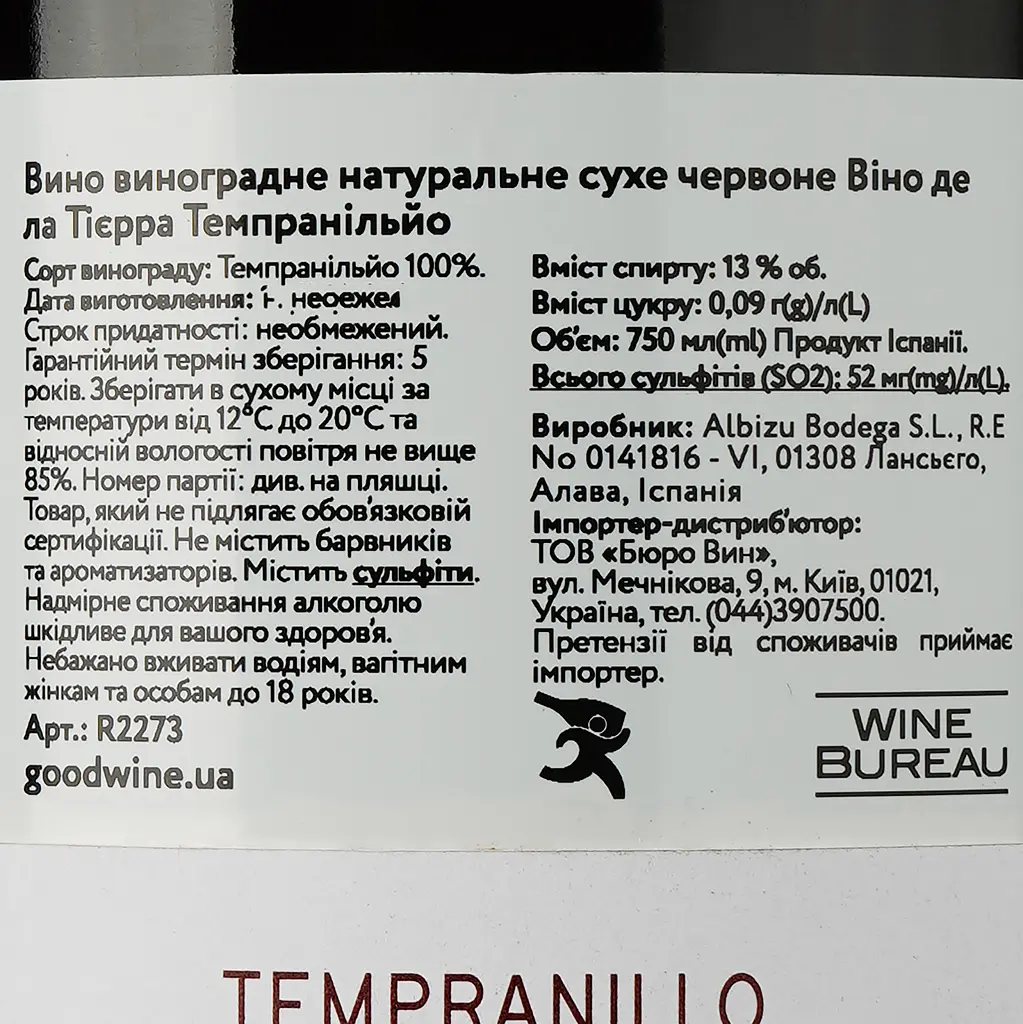 Вино виноградне натуральне сухе червоне Віно де
ла Тієрра Темпранільйо
Сорт винограду: Темпранільйо 100%.
Дата виготовлення:
Строк придатності: необмежений.
Гарантійний термін зберігання: 5
років. Зберігати в сухому місці за
температури від 12°C до 20°C та
відносній вологості повітря не вище
85%. Номер партії: див. на пляшці.
Товар, який не підлягає обов'язковій
сертифікації. Не містить барвників
та ароматизаторів. Містить сульфіти.
Надмірне споживання алкоголю
шкідливе для вашого здоров'я.
Небажано вживати водіям, вагітним
жінкам та особам до 18 років.
Арт.: R2273
goodwine.ua
Вміст спирту: 13 % об.
Вміст цукру: 0,09 г(g)/л(L)
Об'єм: 750 мл(ml) Продукт Іспанії.
Всього сульфітів (SO2): 52 мг(mg)/л(L).
Виробник: Albizu Bodega S.L., R.E
No 0141816 - VI, 01308 Лансьєго,
Алава, Іспанія
Імпортер-дистриб'ютор:
ТОВ «Бюро Вин»,
вул. Мечнікова, 9, м. Київ, 01021,
Україна, тел. (044)3907500.
Претензії від споживачів приймає
імпортер.
WINE
BUREAU
TEMPRANILLO